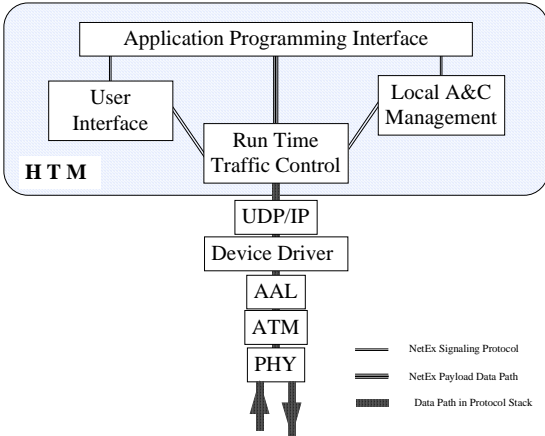 Application Programming Interface
User
Interface
Local A&C
Management
Run Time
Traffic Control
H T M
UDP/IP
Device Driver
AAL
ATM
PHY
NetEx Signaling Protocol
NetEx Payload Data Path
Data Path in Protocol Stack